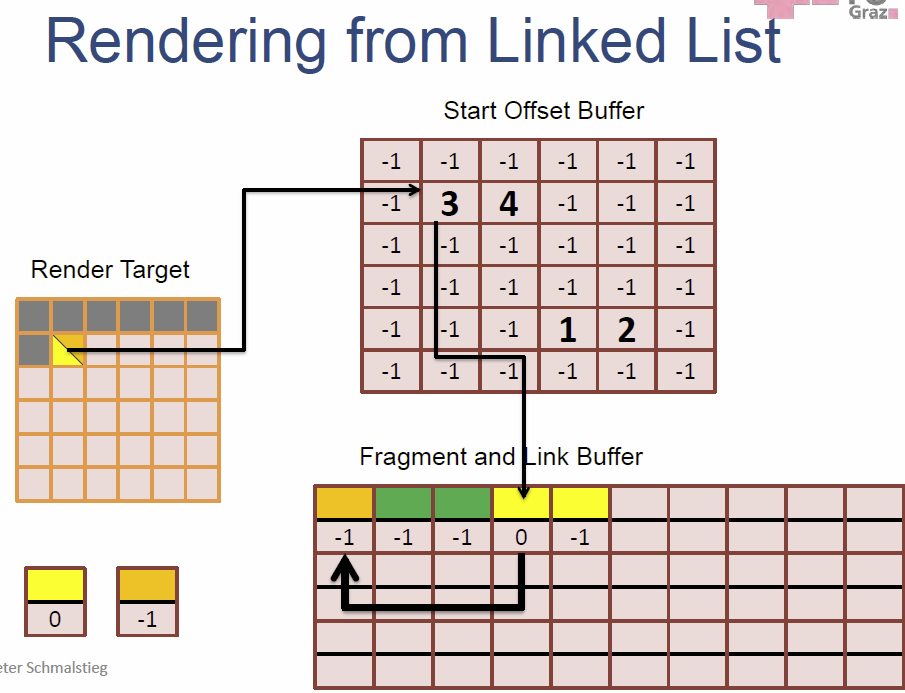 Graz
Rendering from Linked List
Start Offset Buffer
-1 -1 -1 -1 -1 -1
-1 3 4 -1 -1 -1
-1 -1 -1 -1 -1 -1
-1 -1 -1 -1 -1 -1
-1 -1 -1 1 2 -1
-1 -1 -1 -1 -1 -1
Render Target
Fragment and Link Buffer
-1 -1 -1 0 -1
0 -1
eter Schmalstieg